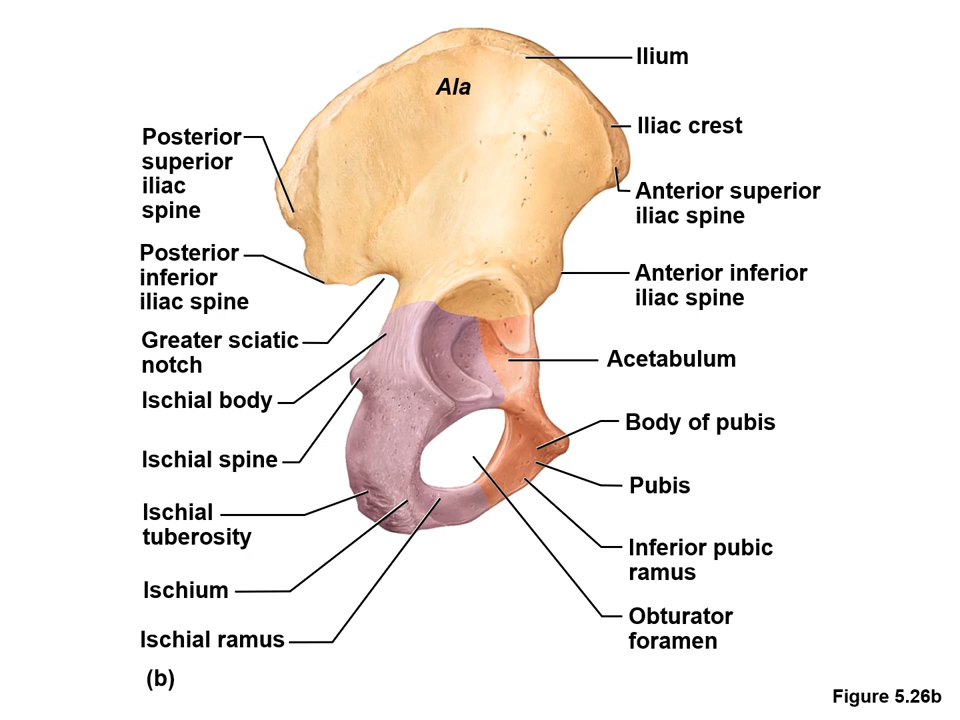 Ala
Ilium
Iliac crest
Anterior superior
iliac spine
Anterior inferior
iliac spine
Acetabulum
Body of pubis
Pubis
Inferior pubic
ramus
Obturator
foramen
Posterior
superior
iliac
spine
Posterior
inferior
iliac spine
Greater sciatic
notch
Ischial body
Ischial spine
Ischial
tuberosity
Ischium
Ischial ramus
(b)
Figure 5.26b